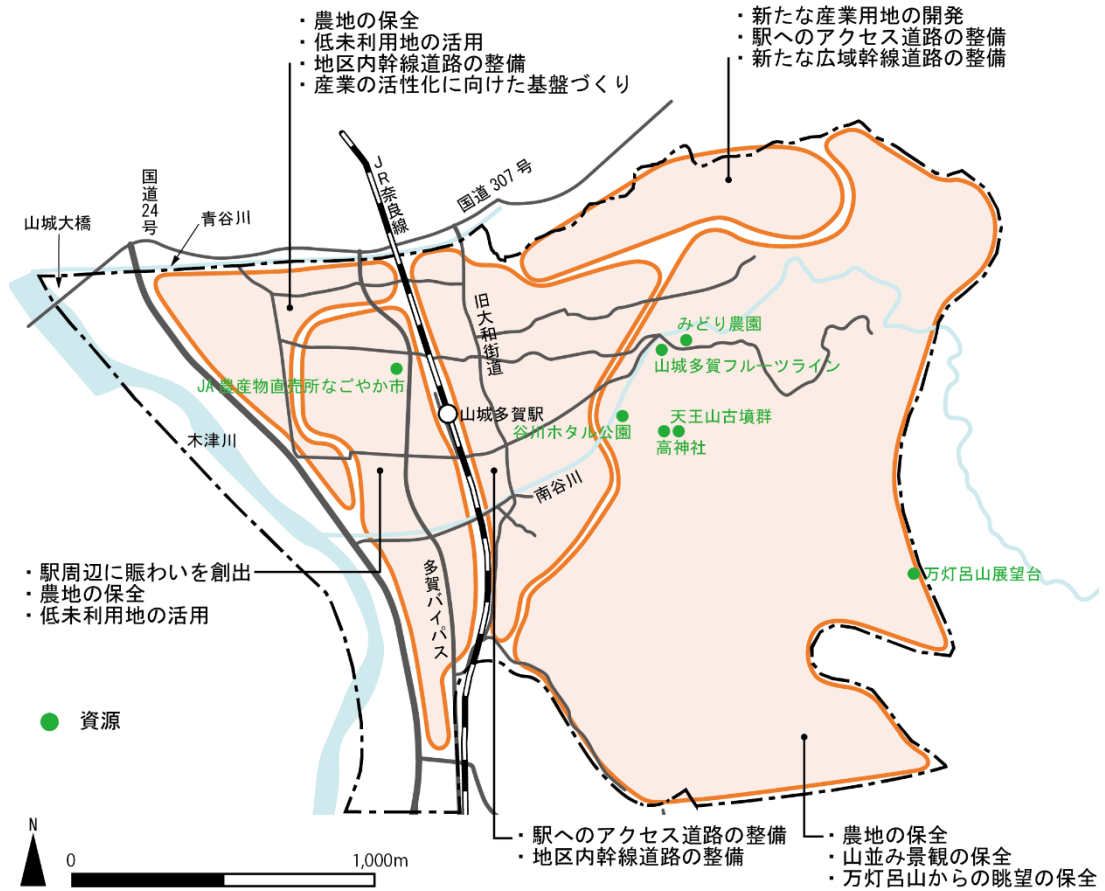 ・農地の保全
・低未利用地の活用
・地区内幹線道路の整備
・産業の活性化に向けた基盤づくり
・新たな産業用地の開発
・駅へのアクセス道路の整備
・新たな広域幹線道路の整備
JR奈良線
国道307号
国道24号
山城大橋
青谷川
旧大和街道
みどり農園
山城多賀フルーツライン
JA農産物直売所なごやか市
山城多賀駅
天王山古墳群
谷川ホタル公園
高神社
木津川
南谷川
・駅周辺に賑わいを創出
・農地の保全
・低未利用地の活用
多賀バイパス
万灯呂山展望台
資源
・駅へのアクセス道路の整備
・地区内幹線道路の整備
・農地の保全
・山並み景観の保全
・万灯呂山からの眺望の保全
N
0 1,000m